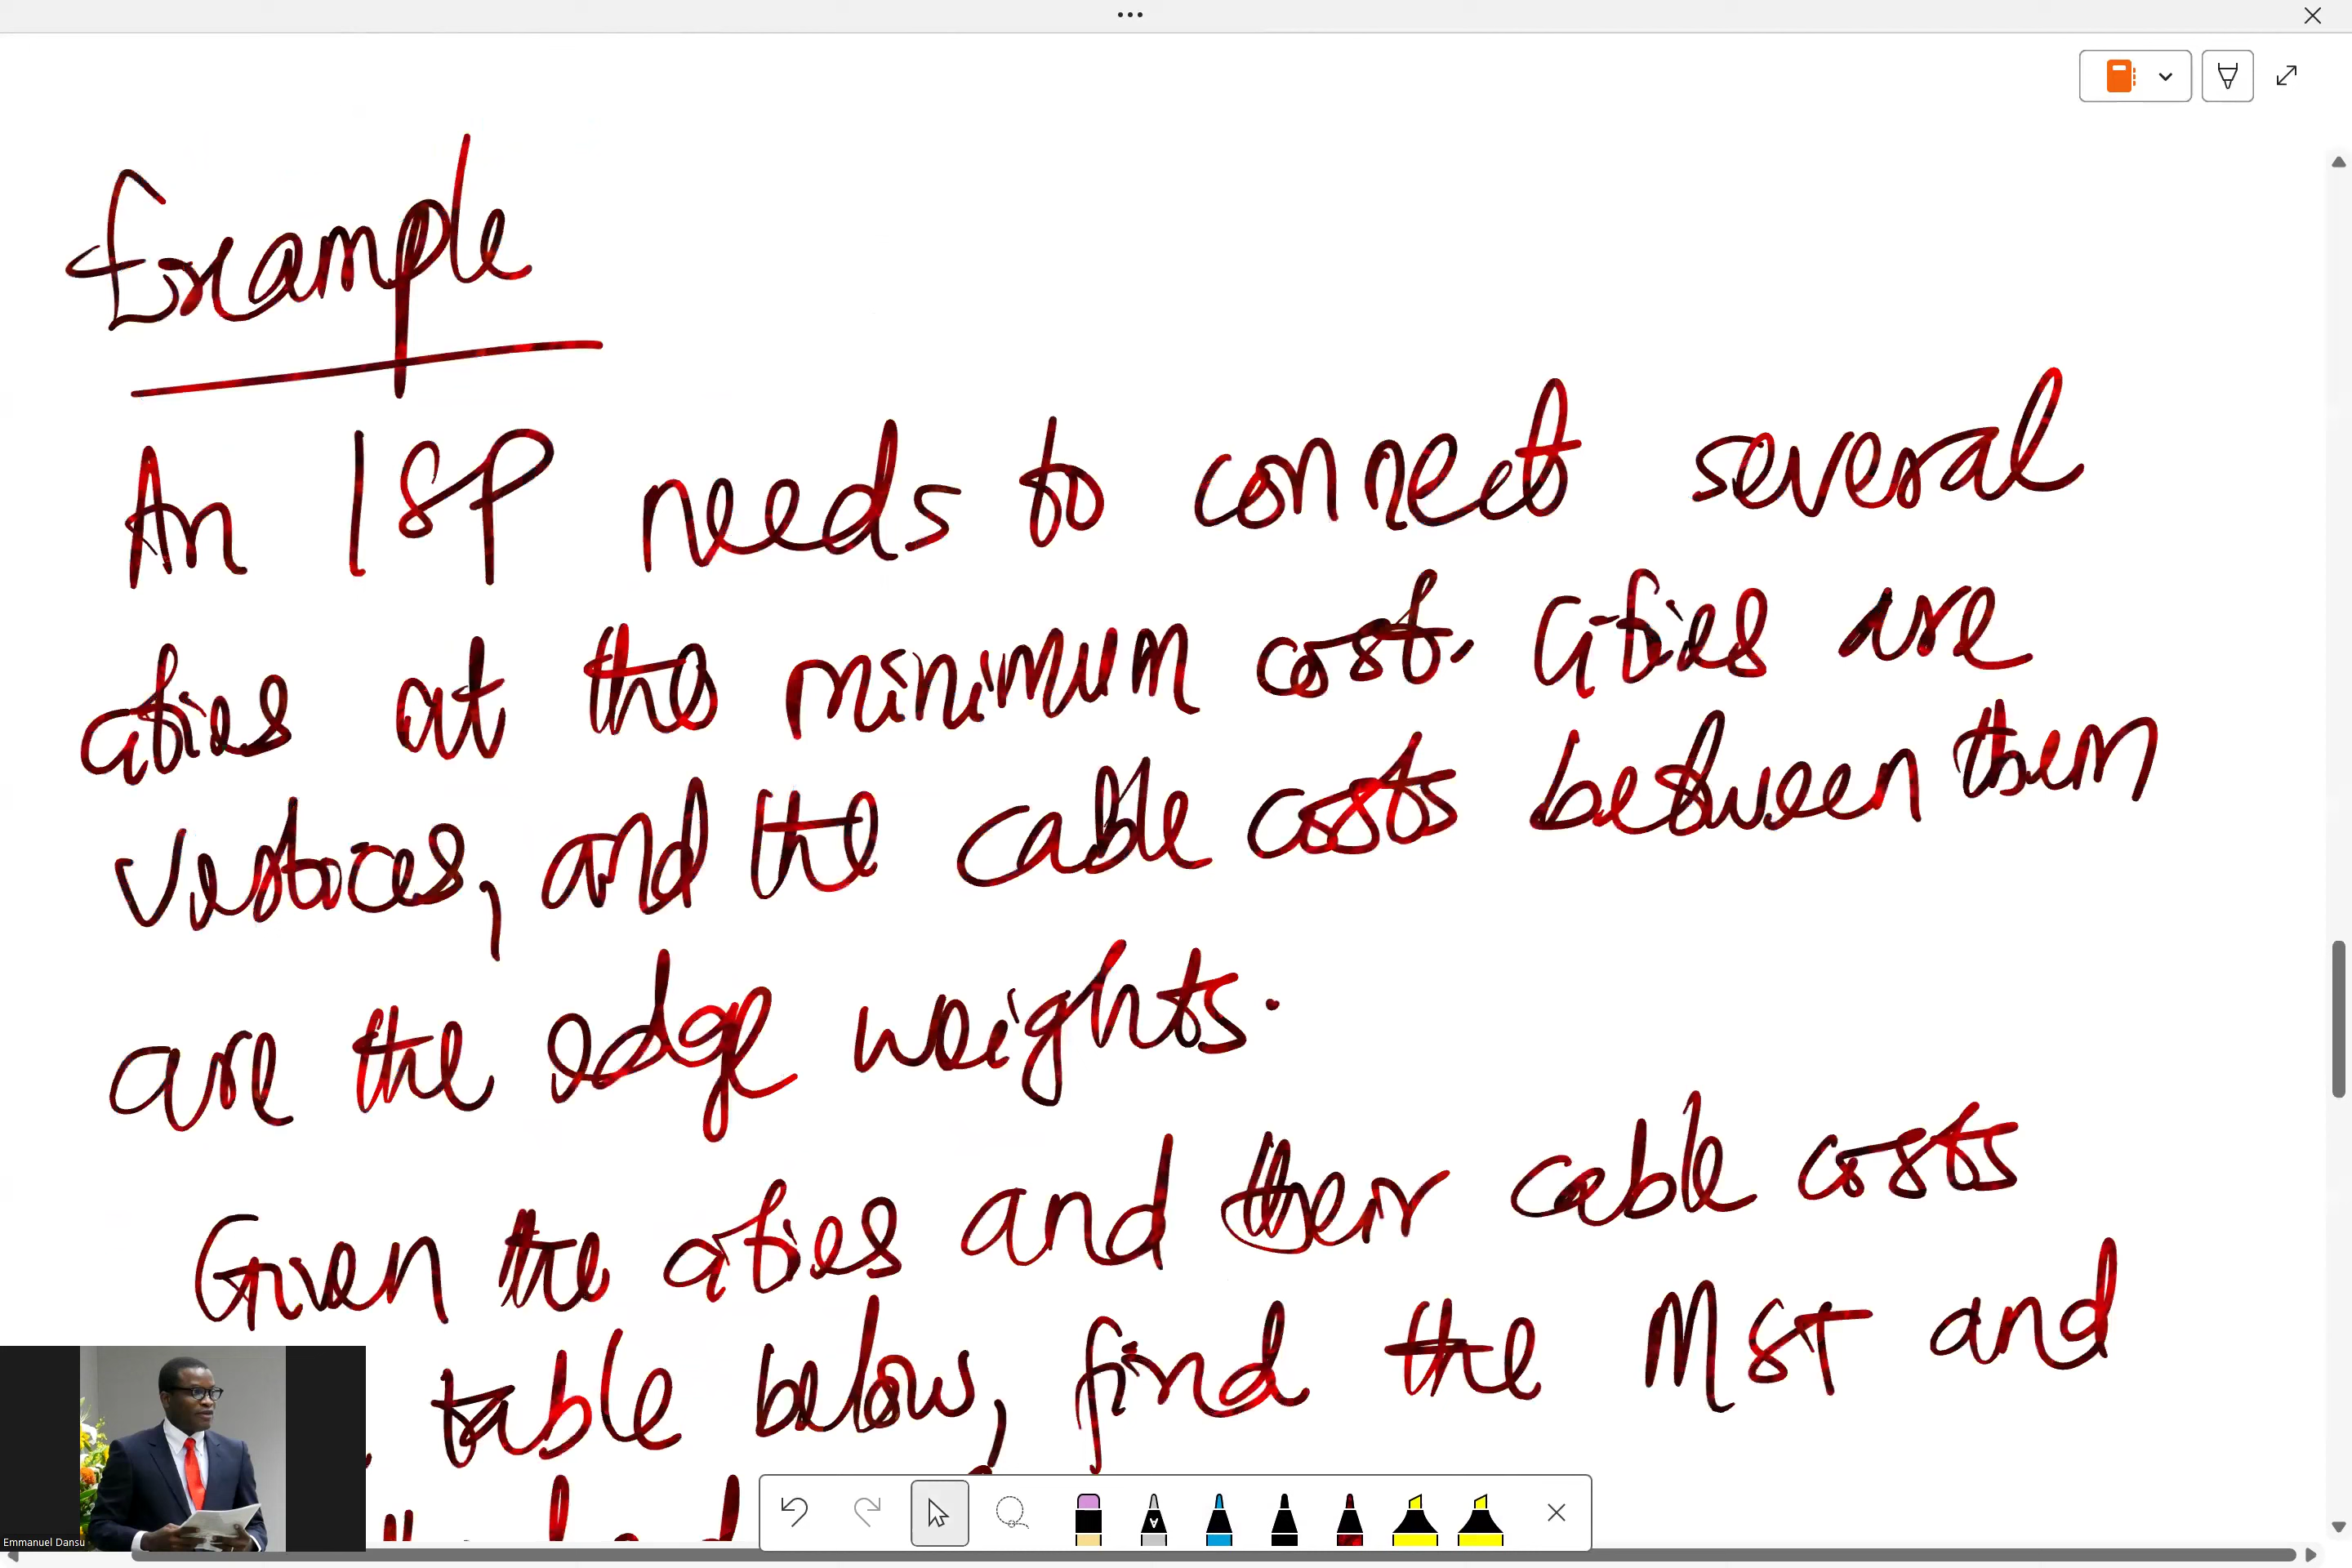 Example
An ISP needs to connect several
cities at the minimum cost. Cities are
vertices, and the cable costs between them
are the edge weights.
Given the cities and their cable costs
table below, find the MST and
Emmanuel Dansu